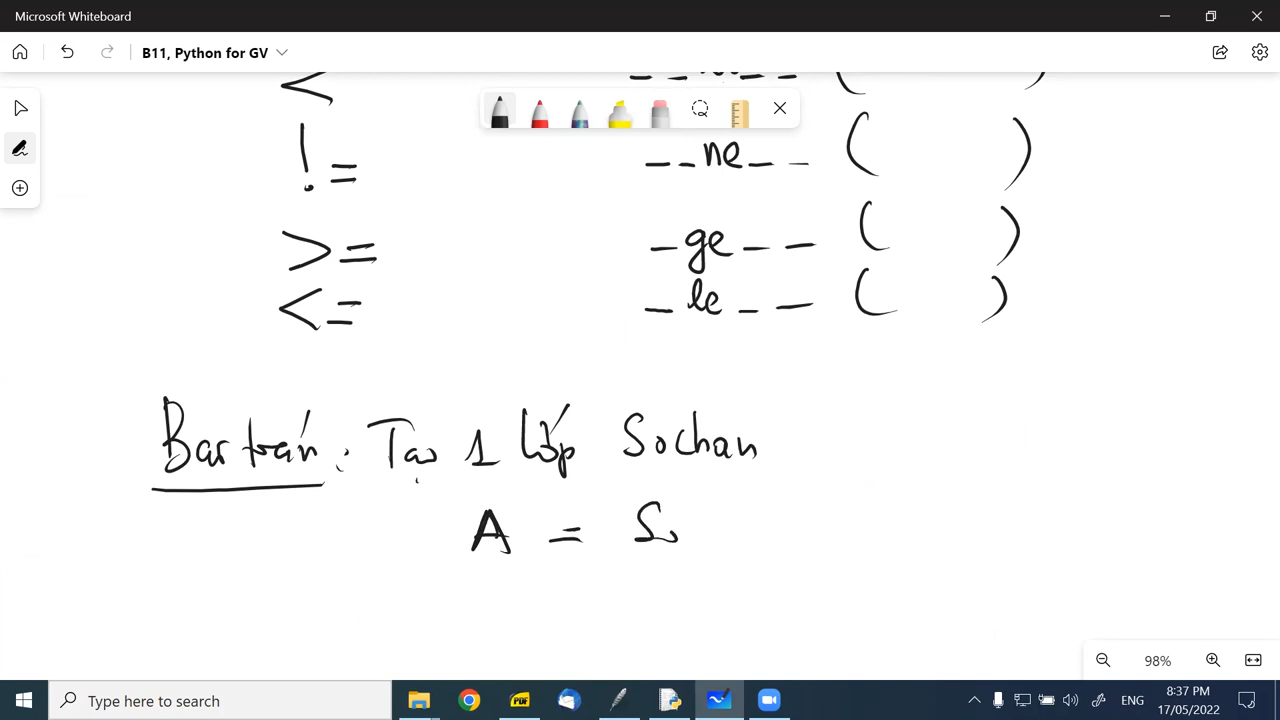 Microsoft Whiteboard
B11, Python for GV
<
!= __ne__ ( )
>= _ge__ ( )
<= _le__ ( )
Bài toán: Tạo 1 lớp Sochan
A = So
98%
Type here to search
ENG
8:37 PM
17/05/2022